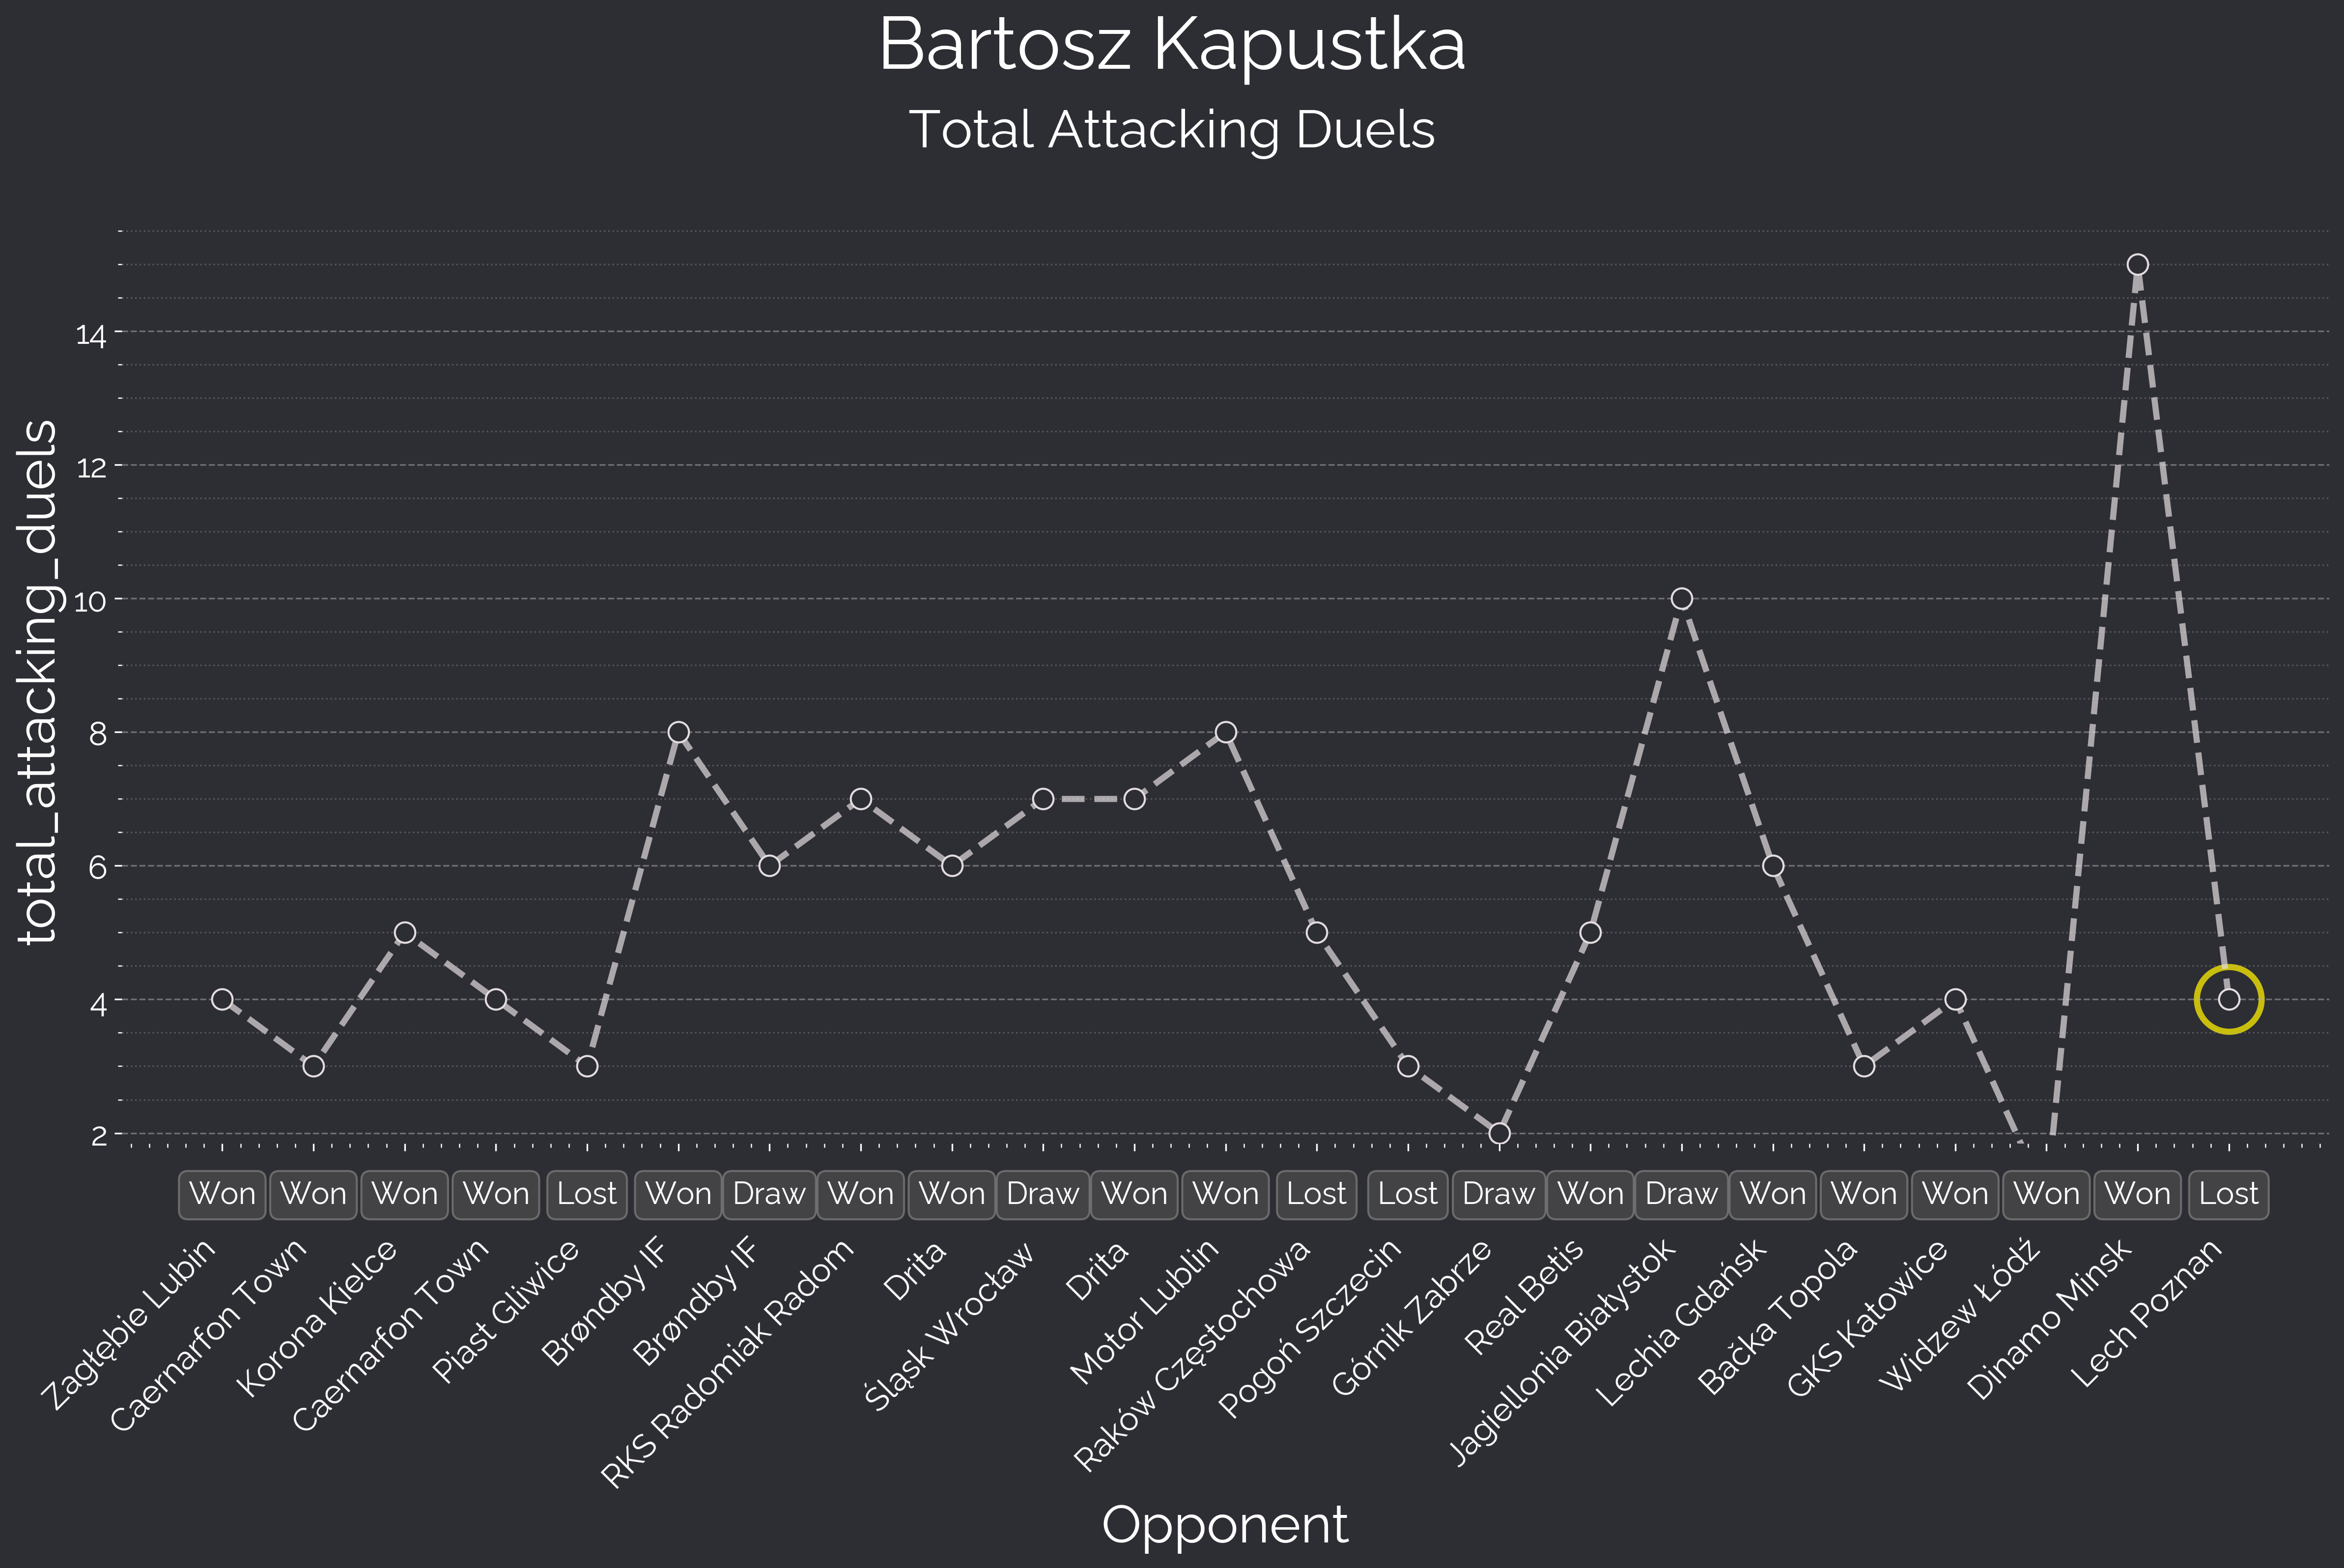 Bartosz Kapustka
Total Attacking Duels
total_attacking_duels
14
12
10
8
6
4
2
Won Won Won Won Lost Won Draw Won Won Draw Won Won Lost Lost Draw Won Draw Won Won Won Won Won Lost
Zagłębie Lubin
Caernarfon Town
Korona Kielce
Caernarfon Town
Piast Gliwice
Brøndby IF
Brøndby IF
RKS Radomiak Radom
Drita
Śląsk Wrocław
Drita
Motor Lublin
Raków Częstochowa
Pogoń Szczecin
Górnik Zabrze
Real Betis
Jagielllonia Białystok
Lechia Gdańsk
Bačka Topola
GKS Katowice
Widzew Łódź
Dinamo Minsk
Lech Poznan
Opponent